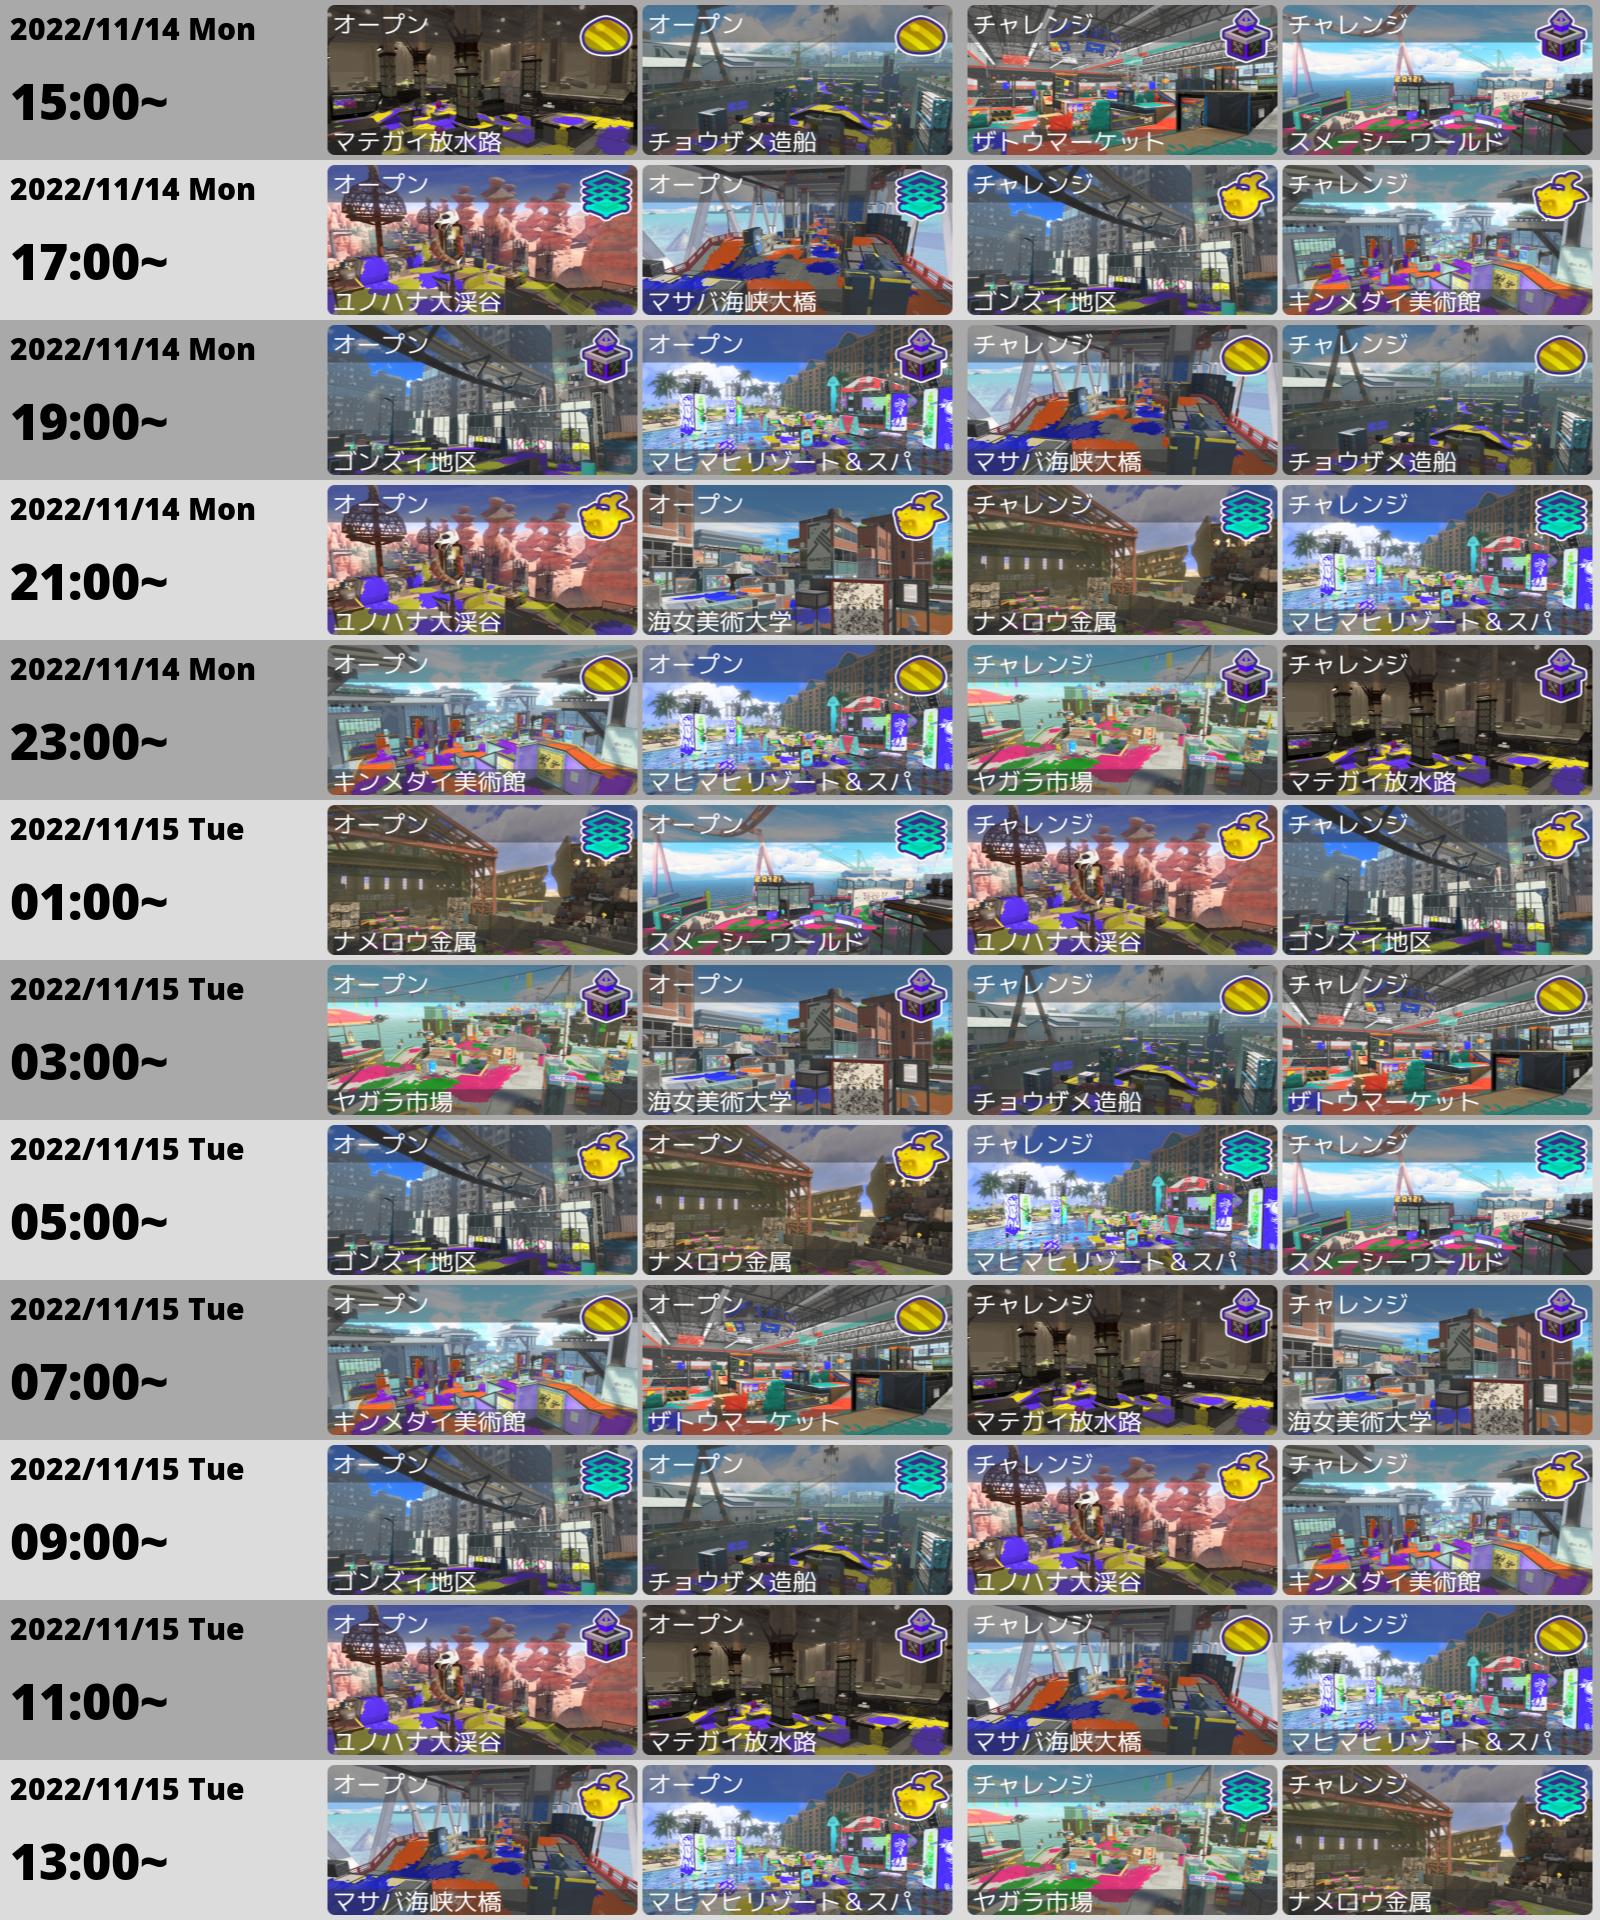 2022/11/14 Mon
15:00~
オープン
マテガイ放水路
オープン
チョウザメ造船
チャレンジ
ザトウマーケット
チャレンジ
スメーシーワールド
2022/11/14 Mon
17:00~
オープン
ユノハナ大渓谷
オープン
マサバ海峡大橋
チャレンジ
ゴンズイ地区
チャレンジ
キンメダイ美術館
2022/11/14 Mon
19:00~
オープン
ゴンズイ地区
オープン
マヒマヒリゾート&スパ
チャレンジ
マサバ海峡大橋
チャレンジ
チョウザメ造船
2022/11/14 Mon
21:00~
オープン
ユノハナ大渓谷
オープン
海女美術大学
チャレンジ
ナメロウ金属
チャレンジ
マヒマヒリゾート&スパ
2022/11/14 Mon
23:00~
オープン
キンメダイ美術館
オープン
マヒマヒリゾート&スパ
チャレンジ
ヤガラ市場
チャレンジ
マテガイ放水路
2022/11/15 Tue
01:00~
オープン
ナメロウ金属
オープン
スメーシーワールド
チャレンジ
ユノハナ大渓谷
チャレンジ
ゴンズイ地区
2022/11/15 Tue
03:00~
オープン
ヤガラ市場
オープン
海女美術大学
チャレンジ
チョウザメ造船
チャレンジ
ザトウマーケット
2022/11/15 Tue
05:00~
オープン
ゴンズイ地区
オープン
ナメロウ金属
チャレンジ
マヒマヒリゾート&スパ
チャレンジ
スメーシーワールド
2022/11/15 Tue
07:00~
オープン
キンメダイ美術館
オープン
ザトウマーケット
チャレンジ
マテガイ放水路
チャレンジ
海女美術大学
2022/11/15 Tue
09:00~
オープン
ゴンズイ地区
オープン
チョウザメ造船
チャレンジ
ユノハナ大渓谷
チャレンジ
キンメダイ美術館
2022/11/15 Tue
11:00~
オープン
ユノハナ大渓谷
オープン
マテガイ放水路
チャレンジ
マサバ海峡大橋
チャレンジ
マヒマヒリゾート&スパ
2022/11/15 Tue
13:00~
オープン
マサバ海峡大橋
オープン
マヒマヒリゾート&スパ
チャレンジ
ヤガラ市場
チャレンジ
ナメロウ金属